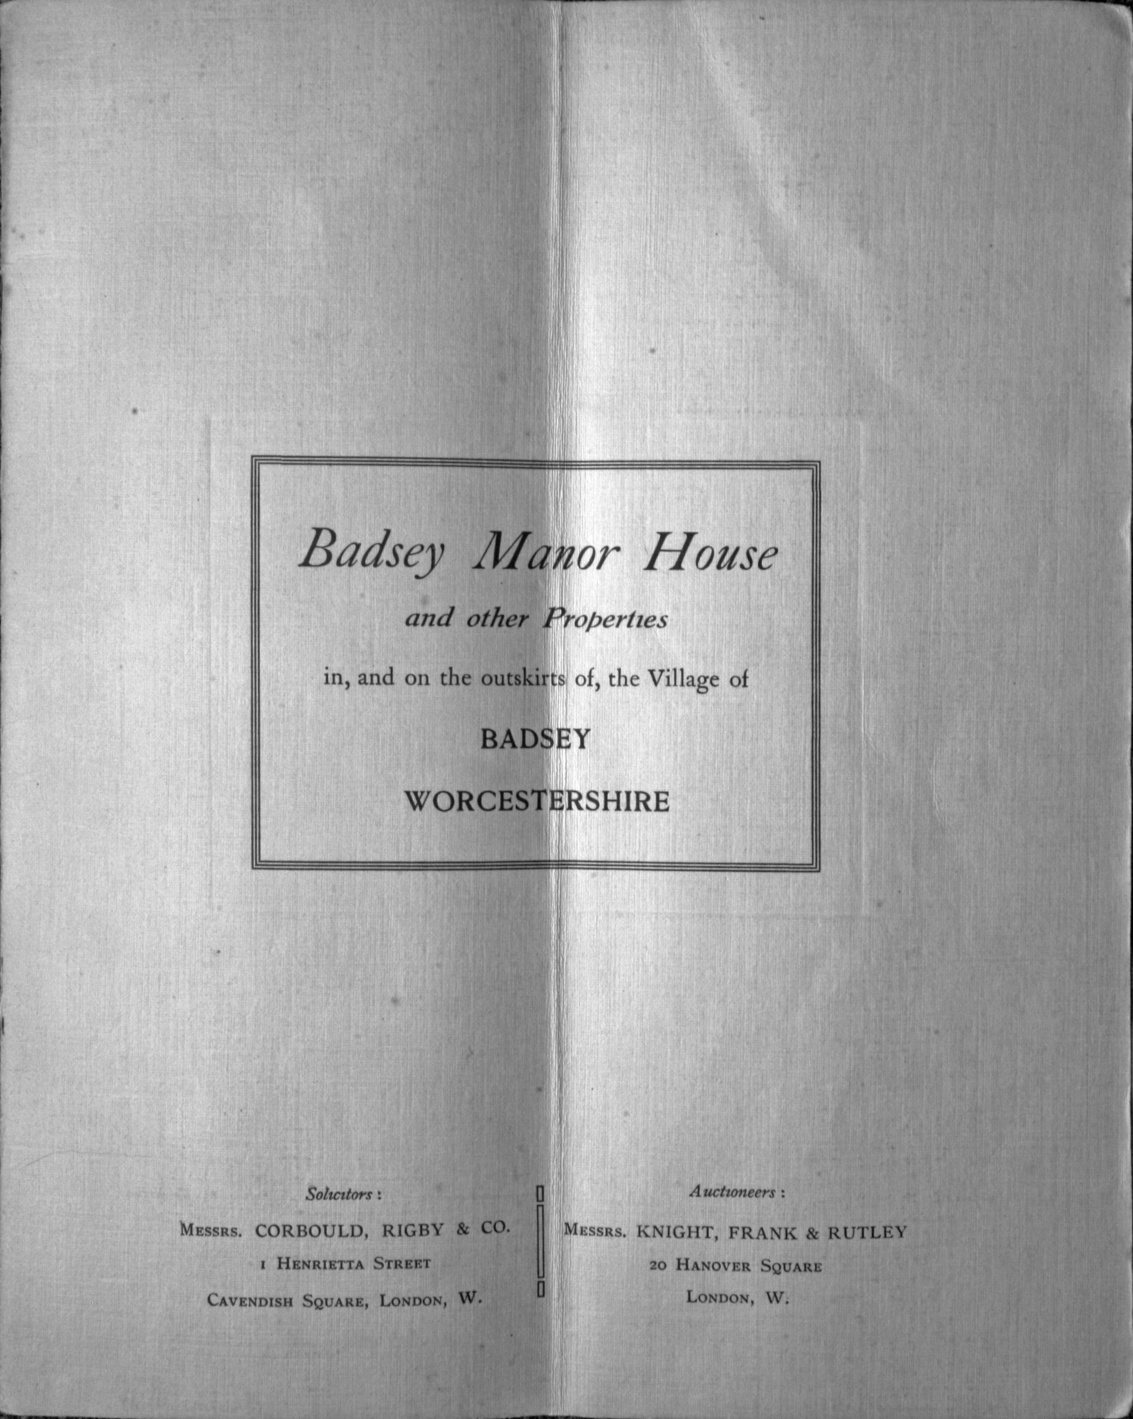 Badsey Manor House
and other Properties
in, and on the outskirts of, the Village of
BADSEY
WORCESTERSHIRE
Solicitors :
Messrs. CORBOULD, RIGBY & CO.
1 Henrietta Street
Cavendish Square, London, W.
Auctioneers :
Messrs. KNIGHT, FRANK & RUTLEY
20 Hanover Square
London, W.